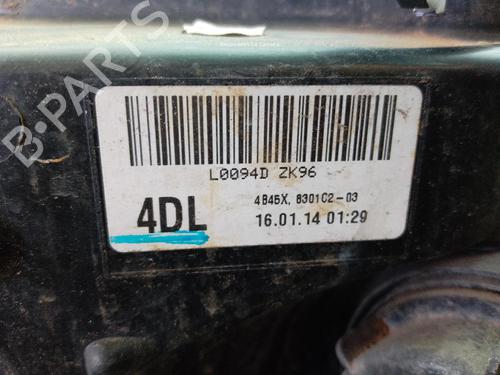 B-PARTS
L0094D ZK96
4DL
4B45X, 8301C2-03
16.01.14 01:29